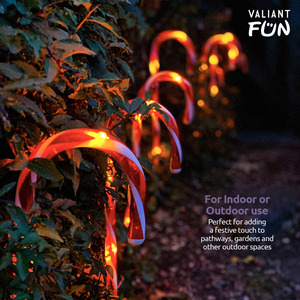 VALIANT
FUN
For Indoor or
Outdoor use
Perfect for adding
a festive touch to
pathways, gardens and
other outdoor spaces